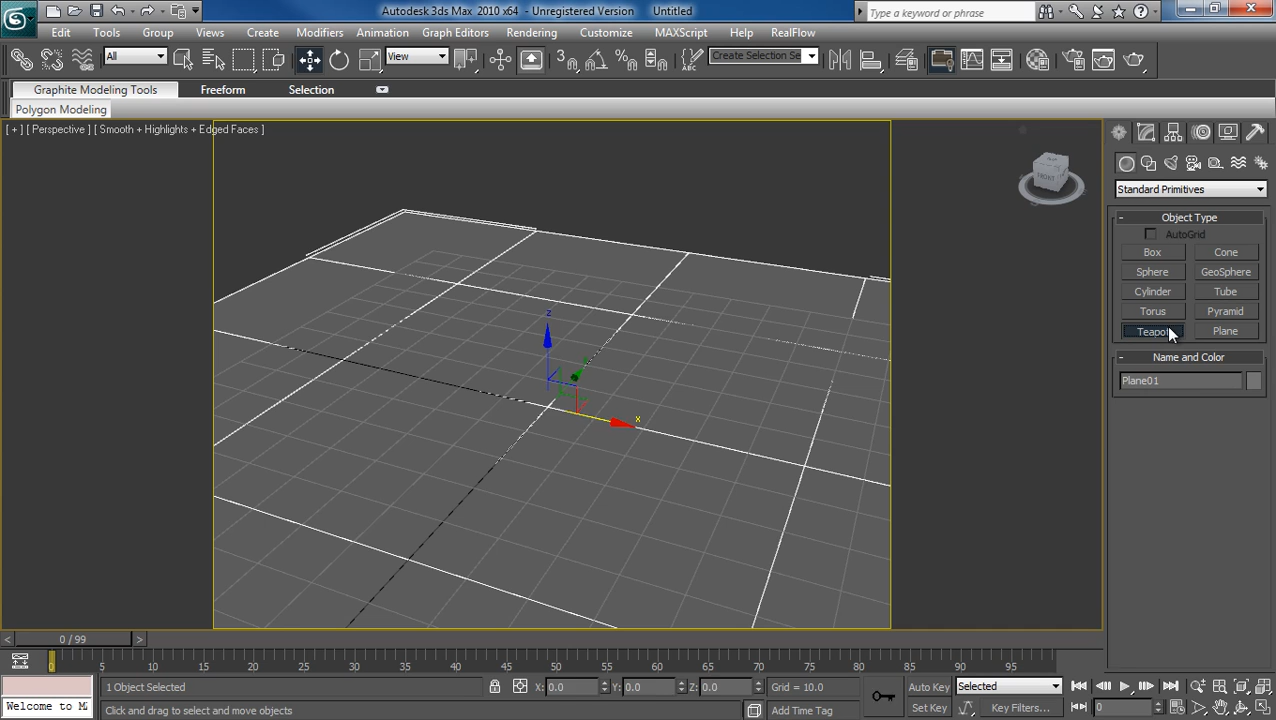 Autodesk 3ds Max 2010 x64 - Unregistered Version Untitled
Type a keyword or phrase
Edit Tools Group Views Create Modifiers Animation Graph Editors Rendering Customize MAXScript Help RealFlow
All View 3 Create Selection Se
Graphite Modeling Tools Freeform Selection
Polygon Modeling
[ + ] [ Perspective ] [ Smooth + Highlights + Edged Faces ]
FRONT
Standard Primitives
- Object Type
AutoGrid
Box Cone
Sphere GeoSphere
Cylinder Tube
Torus Pyramid
Teapot Plane
- Name and Color
Plane01
z
x
< 0 / 99 >
0 5 10 15 20 25 30 35 40 45 50 55 60 65 70 75 80 85 90 95
1 Object Selected X: 0.0 Y: 0.0 Z: 0.0 Grid = 10.0 Auto Key Selected
Welcome to M Click and drag to select and move objects Add Time Tag Set Key Key Filters... 0